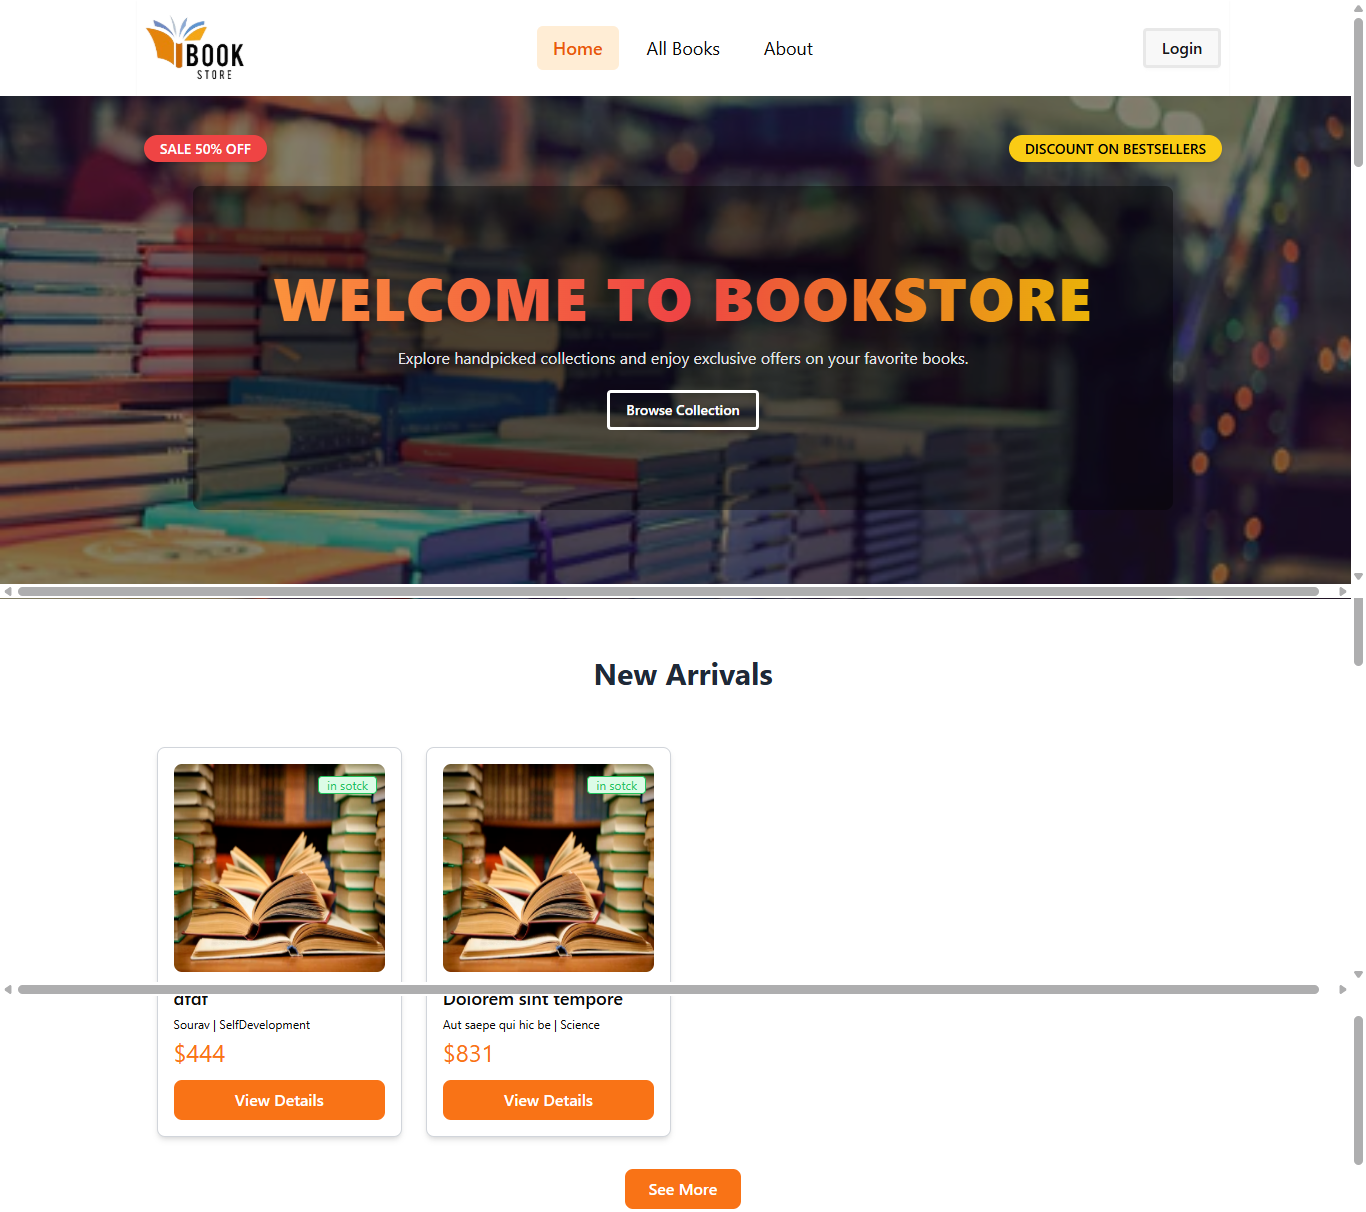 BOOK
STORE
Home
All Books
About
Login
SALE 50% OFF
DISCOUNT ON BESTSELLERS
WELCOME TO BOOKSTORE
Explore handpicked collections and enjoy exclusive offers on your favorite books.
Browse Collection
New Arrivals
in sotck
in sotck
dfdf
Dolorem sint tempore
Sourav | SelfDevelopment
Aut saepe qui hic be | Science
$444
$831
View Details
View Details
See More